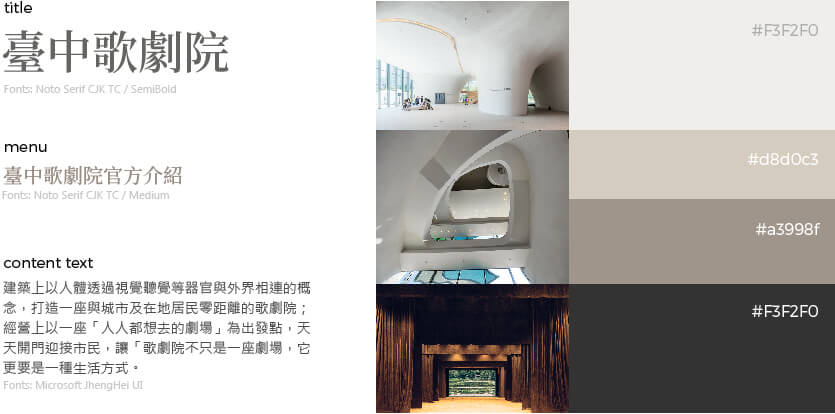 title
臺中歌劇院
Fonts: Noto Serif CJK TC / SemiBold
menu
臺中歌劇院官方介紹
Fonts: Noto Serif CJK TC / Medium
content text
建築上以人體透過視覺聽覺等器官與外界相連的概
念，打造一座與城市及在地居民零距離的歌劇院；
經營上以一座「人人都想去的劇場」為出發點，天
天開門迎接市民，讓「歌劇院不只是一座劇場，它
更要是一種生活方式。
Fonts: Microsoft JhengHei UI
#F3F2F0
#d8d0c3
#a3998f
#F3F2F0